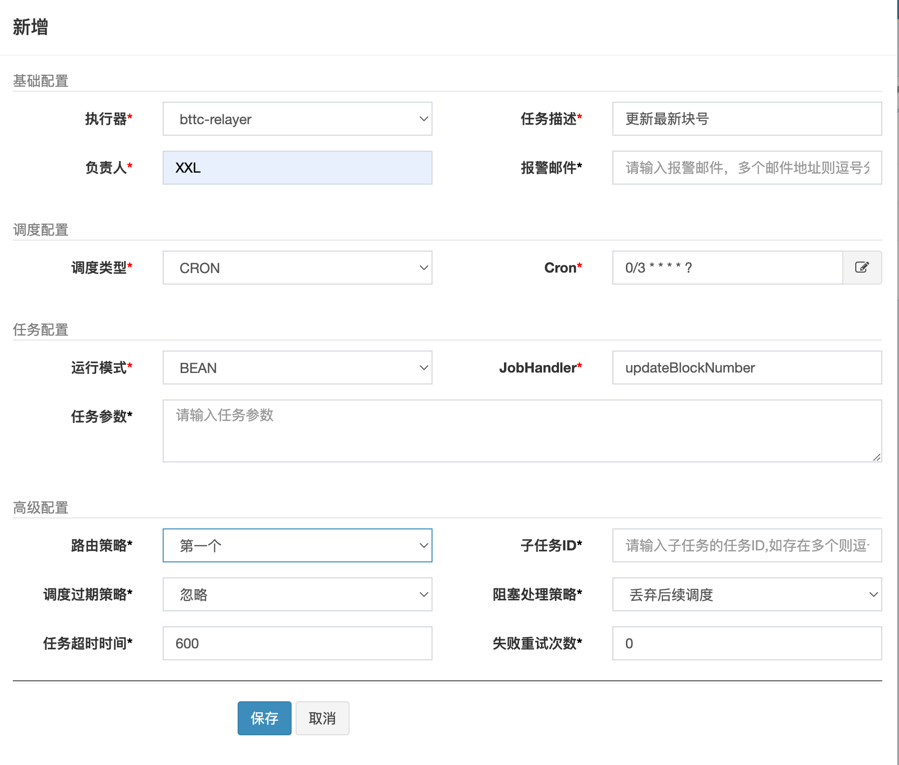 新增
基础配置
执行器* bttc-relayer 任务描述* 更新最新块号
负责人* XXL 报警邮件* 请输入报警邮件，多个邮件地址则逗号分
调度配置
调度类型* CRON Cron* 0/3 * * * * ?
任务配置
运行模式* BEAN JobHandler* updateBlockNumber
任务参数* 请输入任务参数
高级配置
路由策略* 第一个 子任务ID* 请输入子任务的任务ID,如存在多个则逗
调度过期策略* 忽略 阻塞处理策略* 丢弃后续调度
任务超时时间* 600 失败重试次数* 0
保存 取消